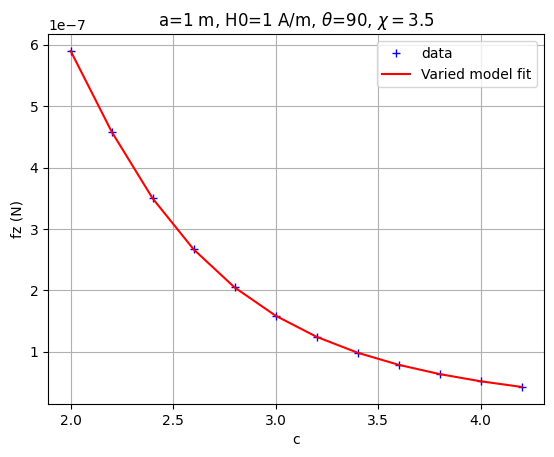 a=1 m, H0=1 A/m, θ=90, χ = 3.5
1e−7
6
5
4
3
2
1
fz (N)
data
Varied model fit
2.0 2.5 3.0 3.5 4.0
c